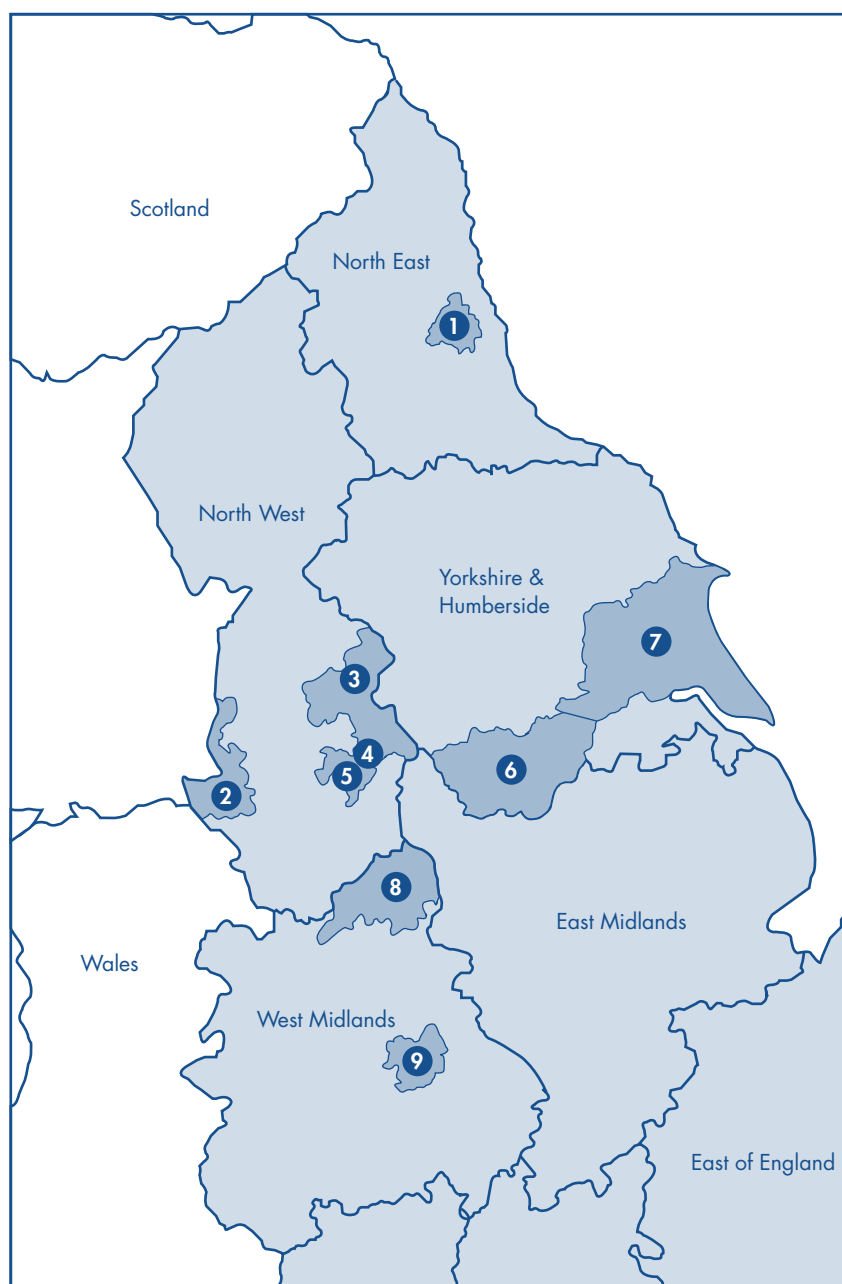 Scotland
North East
1
North West
Yorkshire &
Humberside
7
3
4
6
5
2
8
East Midlands
Wales
West Midlands
9
East of England